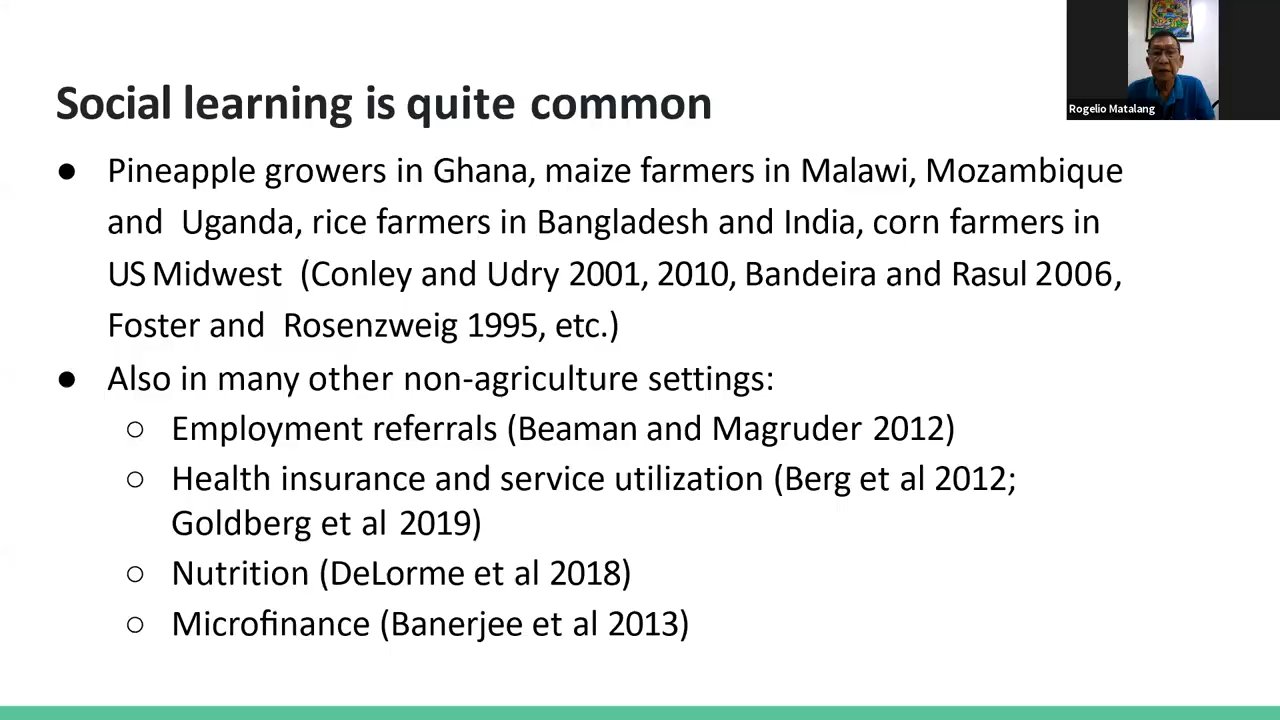 Social learning is quite common
Rogelio Matalang
● Pineapple growers in Ghana, maize farmers in Malawi, Mozambique
and Uganda, rice farmers in Bangladesh and India, corn farmers in
US Midwest (Conley and Udry 2001, 2010, Bandeira and Rasul 2006,
Foster and Rosenzweig 1995, etc.)
● Also in many other non-agriculture settings:
○ Employment referrals (Beaman and Magruder 2012)
○ Health insurance and service utilization (Berg et al 2012;
Goldberg et al 2019)
○ Nutrition (DeLorme et al 2018)
○ Microfinance (Banerjee et al 2013)